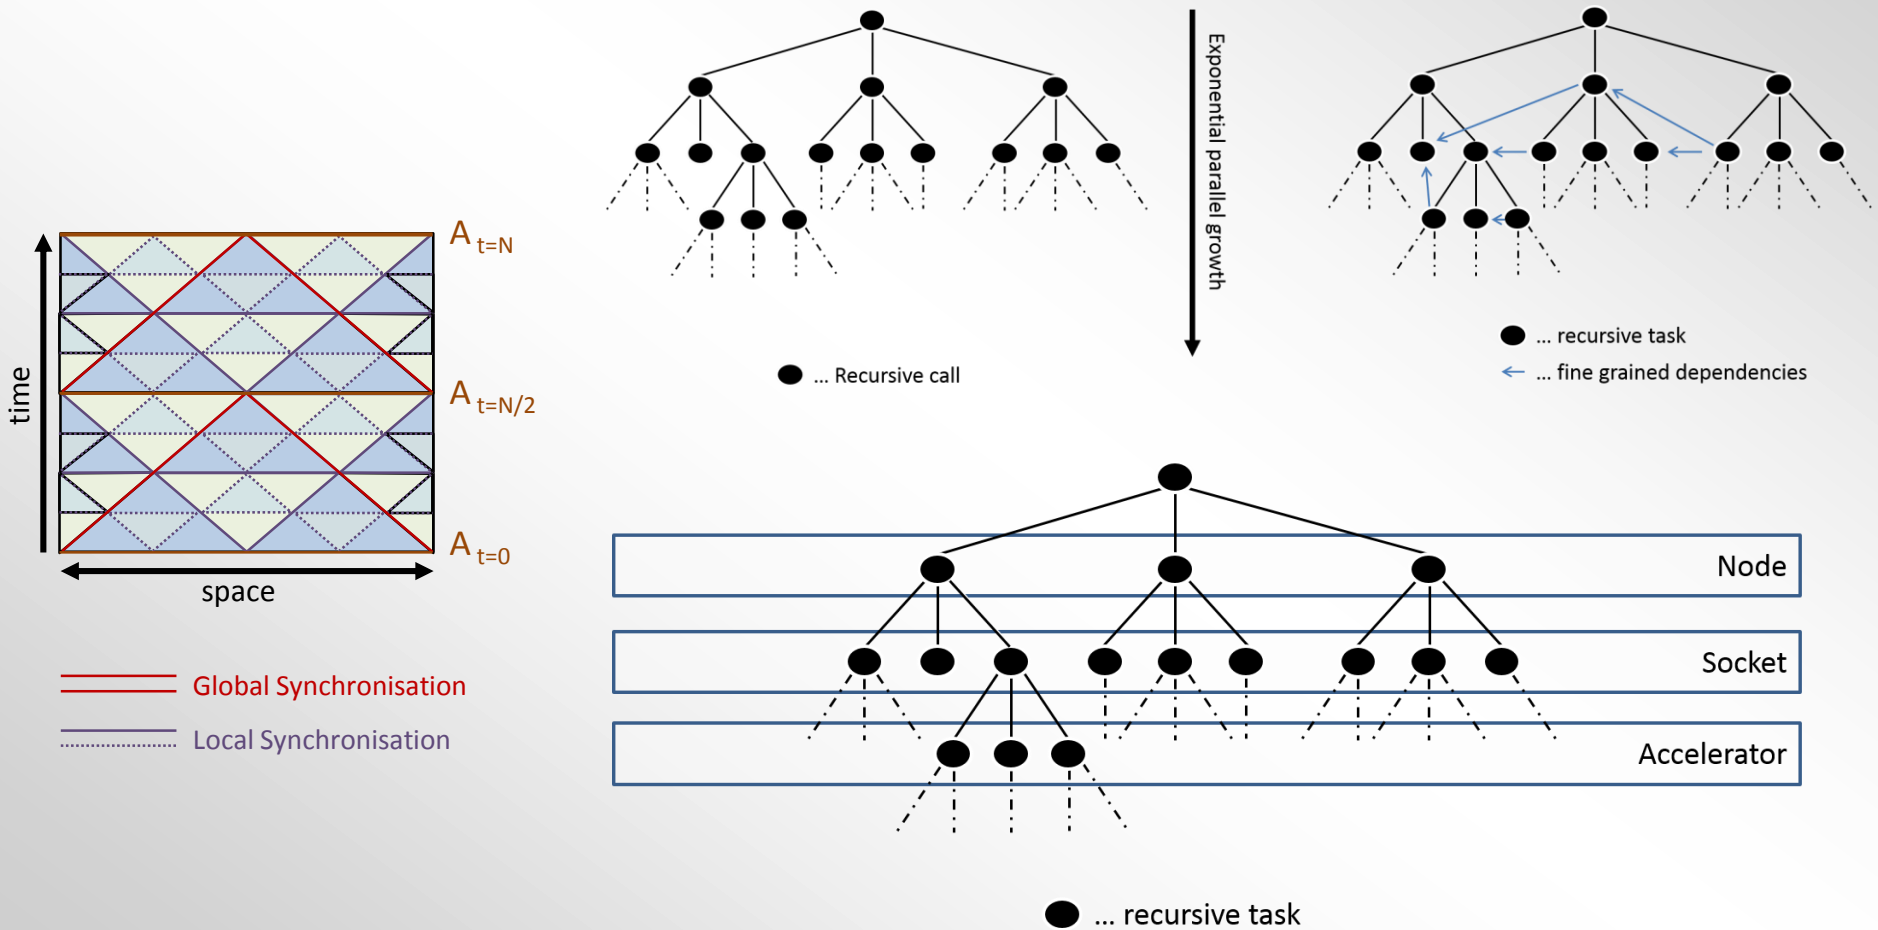 Exponential parallel growth
... Recursive call
... recursive task
... fine grained dependencies
A t=N
A t=N/2
A t=0
time
space
Global Synchronisation
Local Synchronisation
Node
Socket
Accelerator
... recursive task